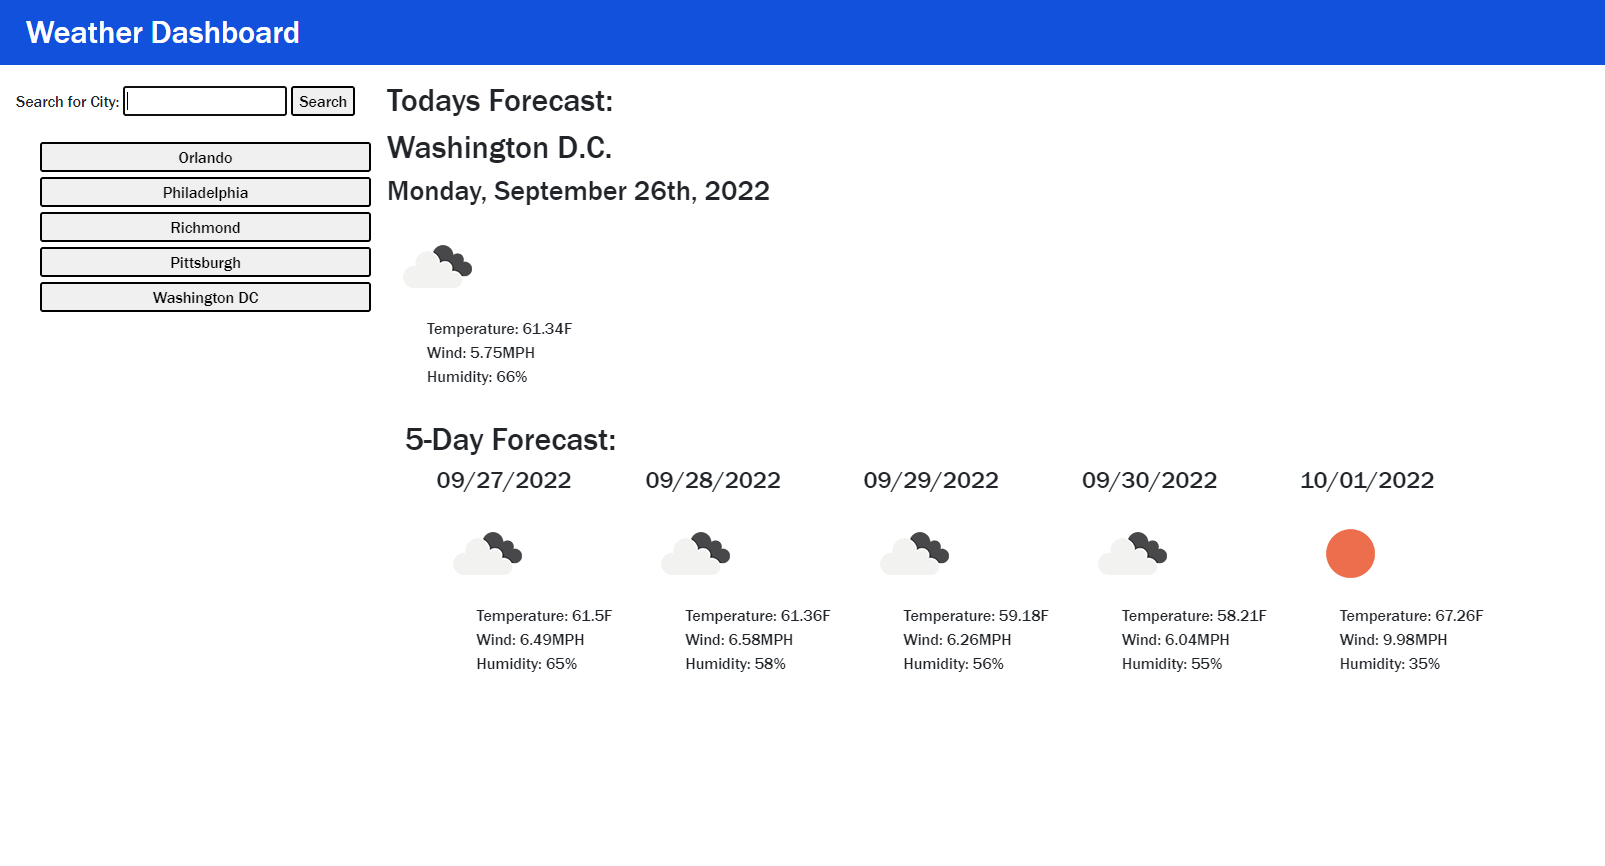 Weather Dashboard
Search for City:
Search
Orlando
Philadelphia
Richmond
Pittsburgh
Washington DC
Todays Forecast:
Washington D.C.
Monday, September 26th, 2022
Temperature: 61.34F
Wind: 5.75MPH
Humidity: 66%
5-Day Forecast:
09/27/2022
Temperature: 61.5F
Wind: 6.49MPH
Humidity: 65%
09/28/2022
Temperature: 61.36F
Wind: 6.58MPH
Humidity: 58%
09/29/2022
Temperature: 59.18F
Wind: 6.26MPH
Humidity: 56%
09/30/2022
Temperature: 58.21F
Wind: 6.04MPH
Humidity: 55%
10/01/2022
Temperature: 67.26F
Wind: 9.98MPH
Humidity: 35%